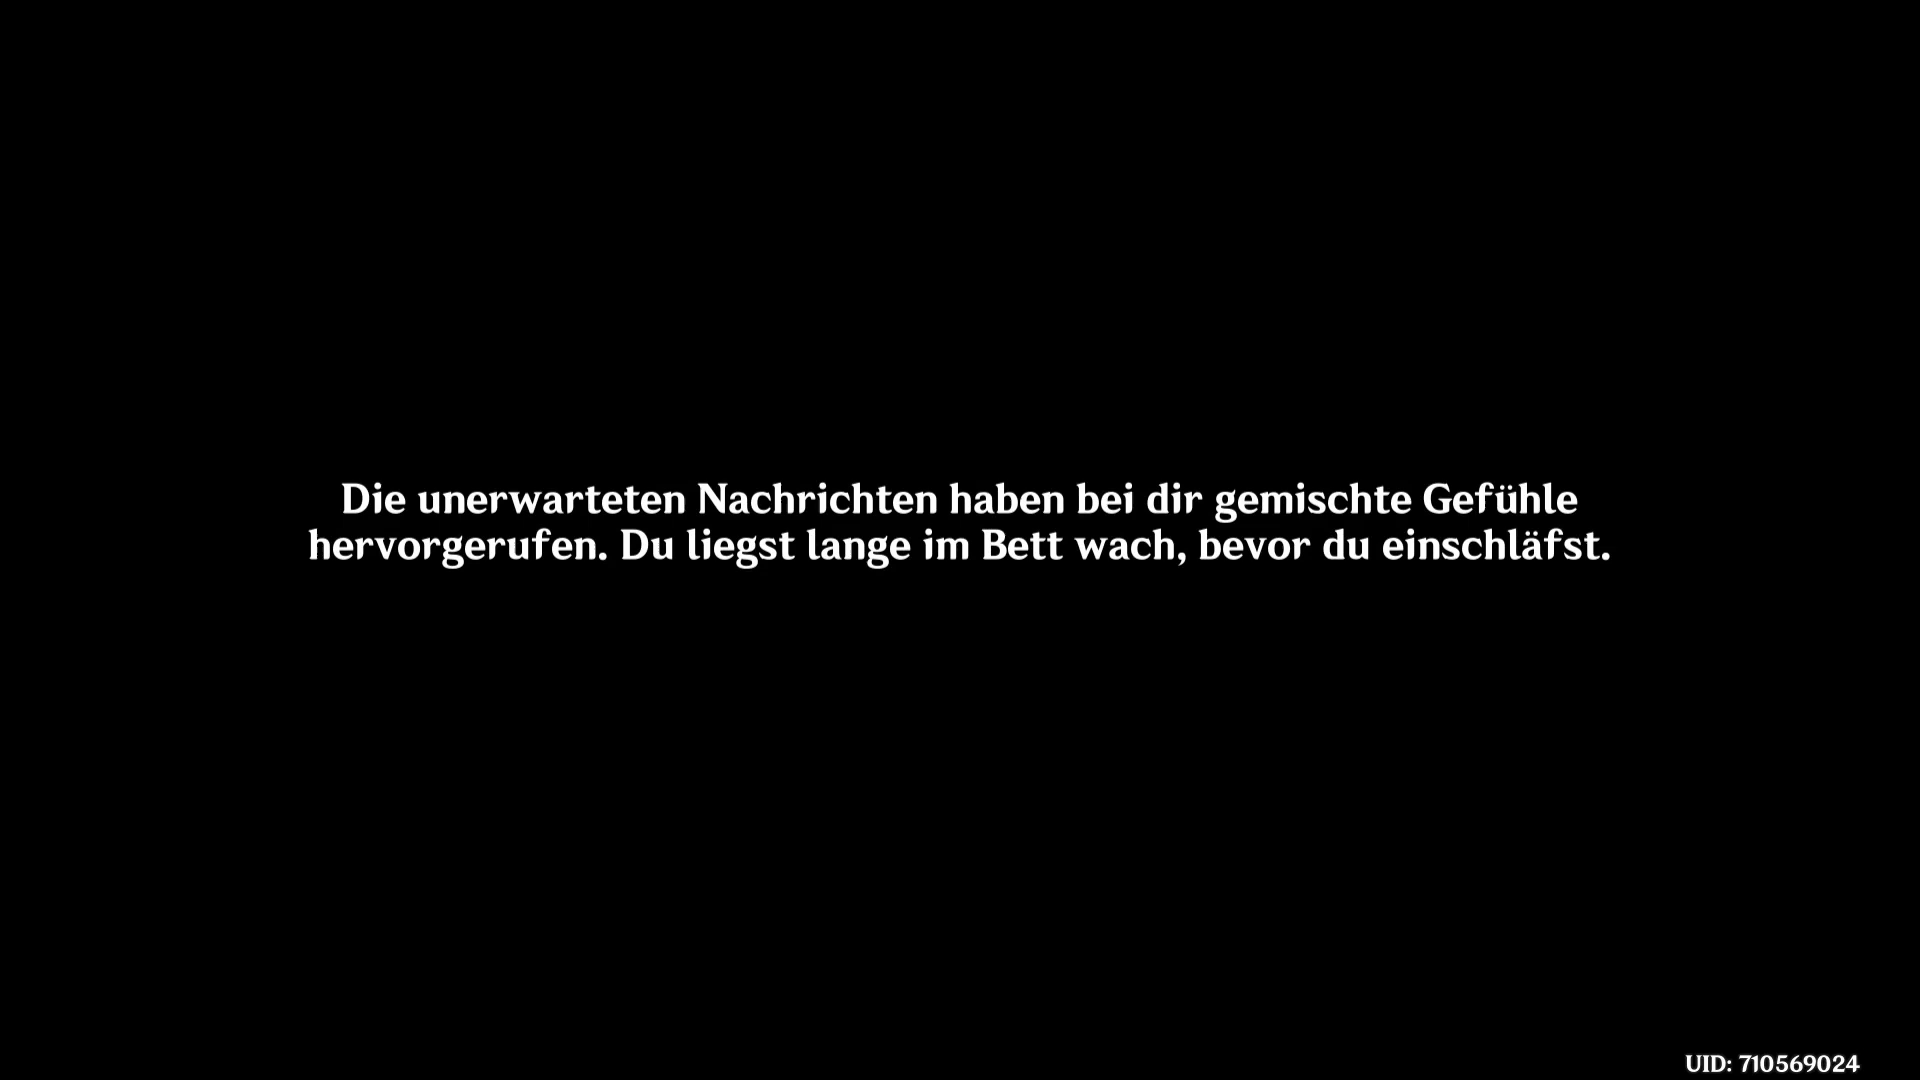 Die unerwarteten Nachrichten haben bei dir gemischte Gefühle
hervorgerufen. Du liegst lange im Bett wach, bevor du einschläfst.
UID: 710569024